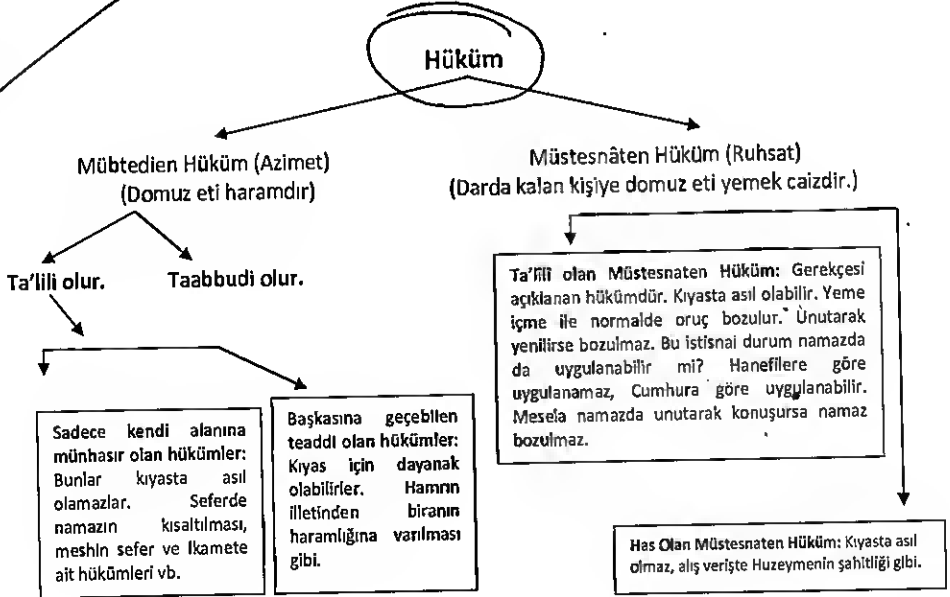 Hüküm
Mübtedien Hüküm (Azimet)
(Domuz eti haramdır)
Müstesnâten Hüküm (Ruhsat)
(Darda kalan kişiye domuz eti yemek caizdir.)
Ta'lili olur.
Taabbudi olur.
Ta'lili olan Müstesnaten Hüküm: Gerekçesi
açıklanan hükümdür. Kıyasta asıl olabilir. Yeme
içme ile normalde oruç bozulur. Unutarak
yenilirse bozulmaz. Bu istisnai durum namazda
da uygulanabilir mi? Hanefilere göre
uygulanamaz, Cumhura göre uygulanabilir.
Mesela namazda unutarak konuşursa namaz
bozulmaz.
Sadece kendi alanına
münhasır olan hükümler:
Bunlar kıyasta asıl
olamazlar. Seferde
namazın kısaltılması,
meshin sefer ve ikamete
ait hükümleri vb.
Başkasına geçebilen
teaddi olan hükümler:
Kıyas için dayanak
olabilirler. Hamrın
illetinden biranın
haramlığına varılması
gibi.
Has Olan Müstesnaten Hüküm: Kıyasta asıl
olmaz, alış verişte Huzeymenin şahitliği gibi.